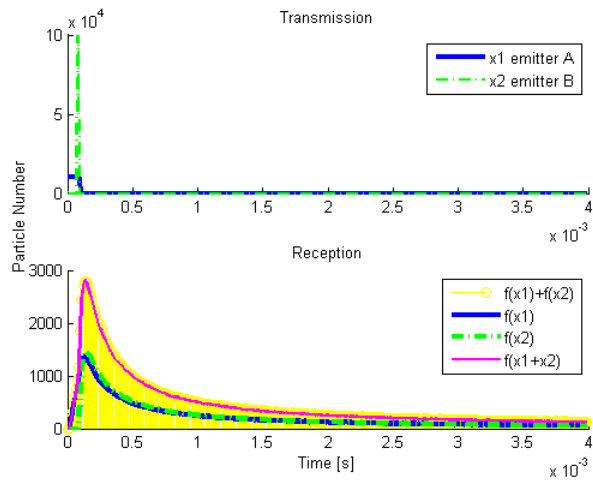 Transmission
x 10^4
10
5
0
x1 emitter A
x2 emitter B
0 0.5 1 1.5 2 2.5 3 3.5 4
x 10^-3
Particle Number
Reception
3000
2000
1000
0
f(x1)+f(x2)
f(x1)
f(x2)
f(x1+x2)
0 0.5 1 1.5 2 2.5 3 3.5 4
Time [s]
x 10^-3